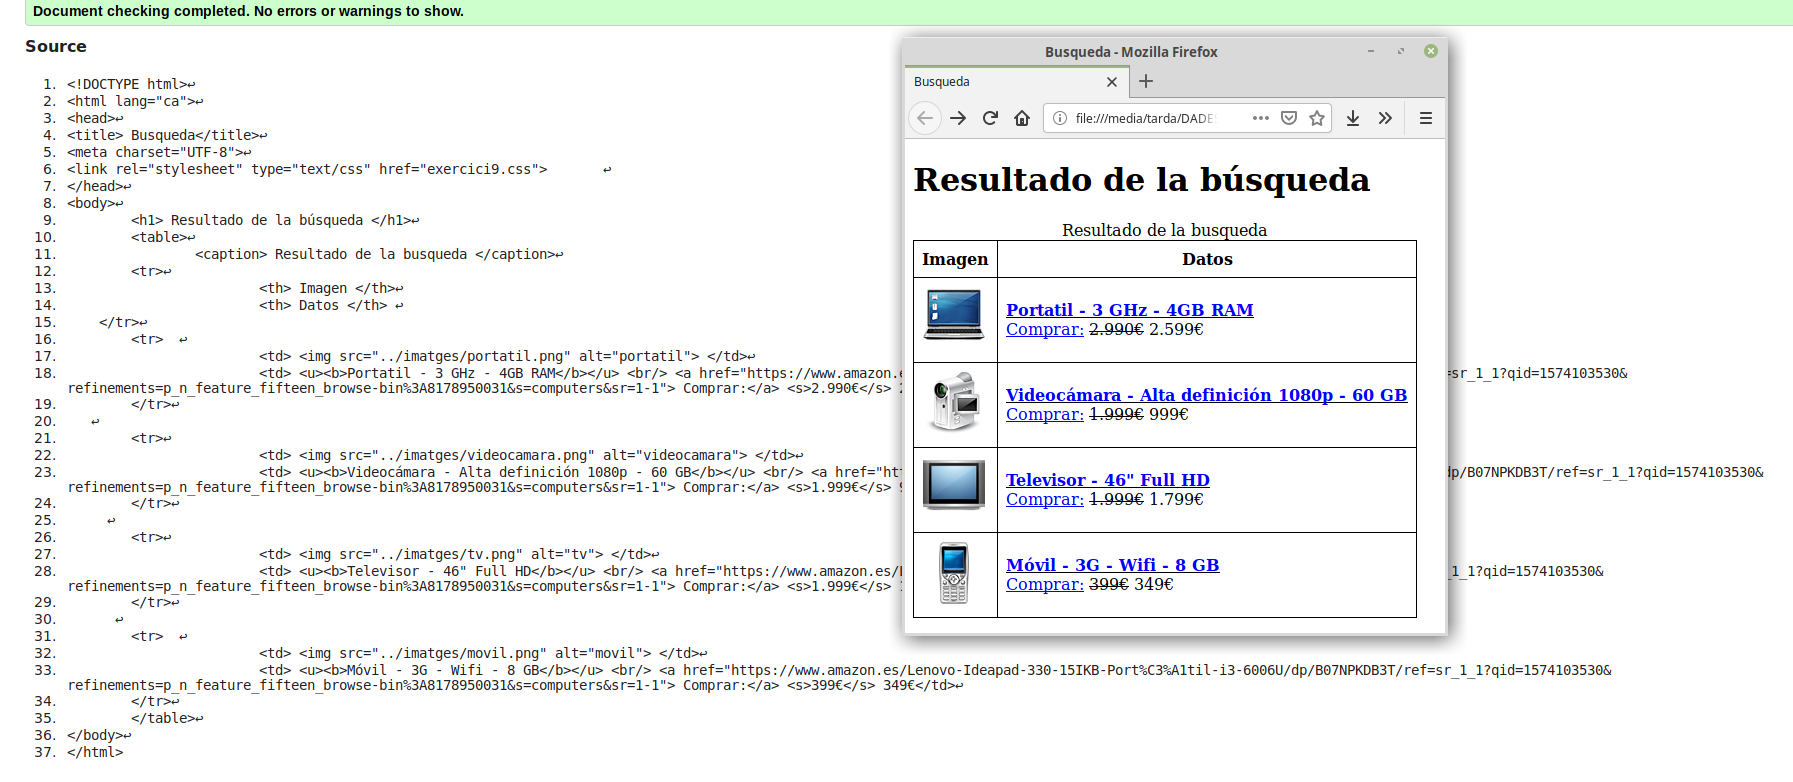 Document checking completed. No errors or warnings to show.
Source
1. <!DOCTYPE html>↩
2. <html lang="ca">↩
3. <head>↩
4. <title> Busqueda</title>↩
5. <meta charset="UTF-8">↩
6. <link rel="stylesheet" type="text/css" href="exercici9.css"> ↩
7. </head>↩
8. <body>↩
9. <h1> Resultado de la búsqueda </h1>↩
10. <table>↩
11. <caption> Resultado de la busqueda </caption>↩
12. <tr>↩
13. <th> Imagen </th>↩
14. <th> Datos </th> ↩
15. </tr>↩
16. <tr> ↩
17. <td> <img src="../imatges/portatil.png" alt="portatil"> </td>↩
18. <td> <u><b>Portatil - 3 GHz - 4GB RAM</b></u> <br/> <a href="https://www.amazon. =sr_1_1?qid=1574103530&
refinements=p_n_feature_fifteen_browse-bin%3A8178950031&s=computers&sr=1-1"> Comprar:</a> <s>2.990€</s>
19. </tr>↩
20. ↩
21. <tr>↩
22. <td> <img src="../imatges/videocamara.png" alt="videocamara"> </td>↩
23. <td> <u><b>Videocámara - Alta definición 1080p - 60 GB</b></u> <br/> <a href="ht dp/B07NPKDB3T/ref=sr_1_1?qid=1574103530&
refinements=p_n_feature_fifteen_browse-bin%3A8178950031&s=computers&sr=1-1"> Comprar:</a> <s>1.999€</s>
24. </tr>↩
25. ↩
26. <tr>↩
27. <td> <img src="../imatges/tv.png" alt="tv"> </td>↩
28. <td> <u><b>Televisor - 46" Full HD</b></u> <br/> <a href="https://www.amazon.es/ _1_1?qid=1574103530&
refinements=p_n_feature_fifteen_browse-bin%3A8178950031&s=computers&sr=1-1"> Comprar:</a> <s>1.999€</s>
29. </tr>↩
30. ↩
31. <tr> ↩
32. <td> <img src="../imatges/movil.png" alt="movil"> </td>↩
33. <td> <u><b>Móvil - 3G - Wifi - 8 GB</b></u> <br/> <a href="https://www.amazon.es/Lenovo-Ideapad-330-15IKB-Port%C3%A1til-i3-6006U/dp/B07NPKDB3T/ref=sr_1_1?qid=1574103530&
refinements=p_n_feature_fifteen_browse-bin%3A8178950031&s=computers&sr=1-1"> Comprar:</a> <s>399€</s> 349€</td>↩
34. </tr>↩
35. </table>↩
36. </body>↩
37. </html>
Busqueda - Mozilla Firefox
Busqueda
file:///media/tarda/DADE
Resultado de la búsqueda
Resultado de la busqueda
Imagen Datos
Portatil - 3 GHz - 4GB RAM
Comprar: 2.990€ 2.599€
Videocámara - Alta definición 1080p - 60 GB
Comprar: 1.999€ 999€
Televisor - 46" Full HD
Comprar: 1.999€ 1.799€
Móvil - 3G - Wifi - 8 GB
Comprar: 399€ 349€